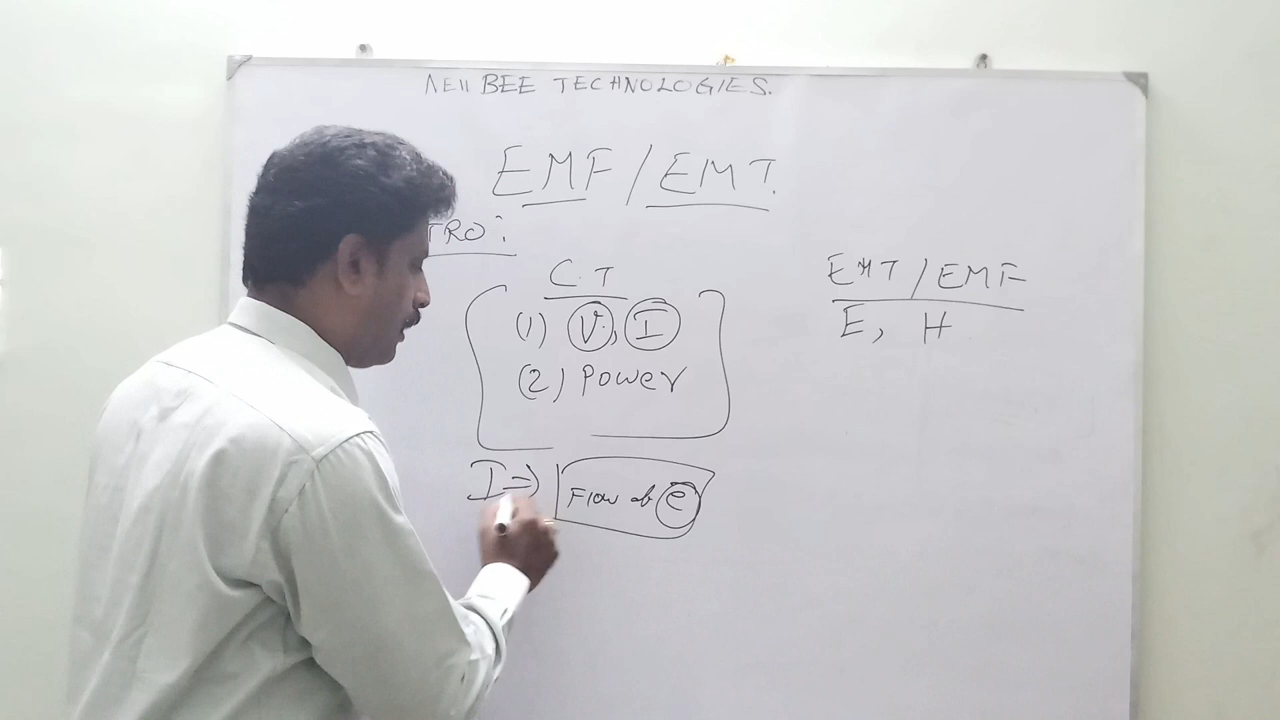 NEW BEE TECHNOLOGIES.
EMF / EMT.
TRO:
C.T
(1) V, I
(2) Power
I => Flow of e
EMT / EMF
E, H